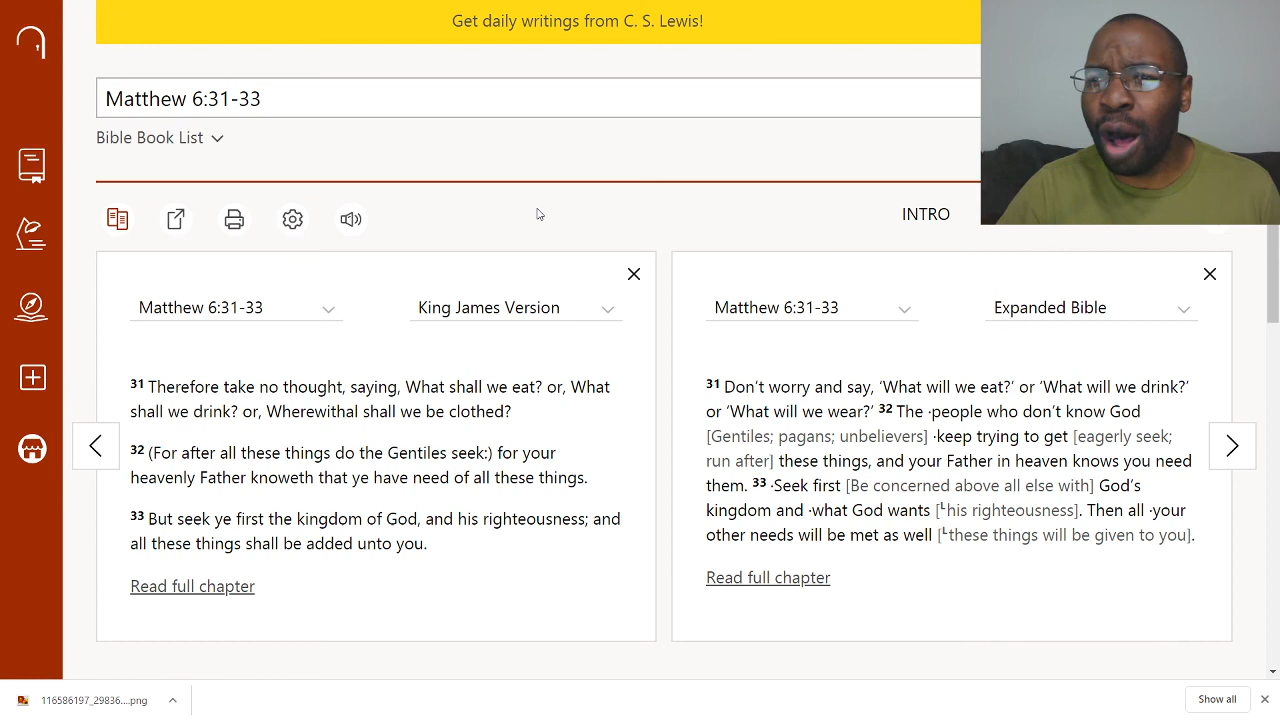 Get daily writings from C. S. Lewis!
Matthew 6:31-33
Bible Book List
INTRO
Matthew 6:31-33
King James Version
31 Therefore take no thought, saying, What shall we eat? or, What
shall we drink? or, Wherewithal shall we be clothed?
32 (For after all these things do the Gentiles seek:) for your
heavenly Father knoweth that ye have need of all these things.
33 But seek ye first the kingdom of God, and his righteousness; and
all these things shall be added unto you.
Read full chapter
Matthew 6:31-33
Expanded Bible
31 Don’t worry and say, ‘What will we eat?’ or ‘What will we drink?’
or ‘What will we wear?’ 32 The ·people who don’t know God
[Gentiles; pagans; unbelievers] ·keep trying to get [eagerly seek;
run after] these things, and your Father in heaven knows you need
them. 33 ·Seek first [Be concerned above all else with] God’s
kingdom and ·what God wants [Lhis righteousness]. Then all ·your
other needs will be met as well [Lthese things will be given to you].
Read full chapter
116586197_29836....png
Show all